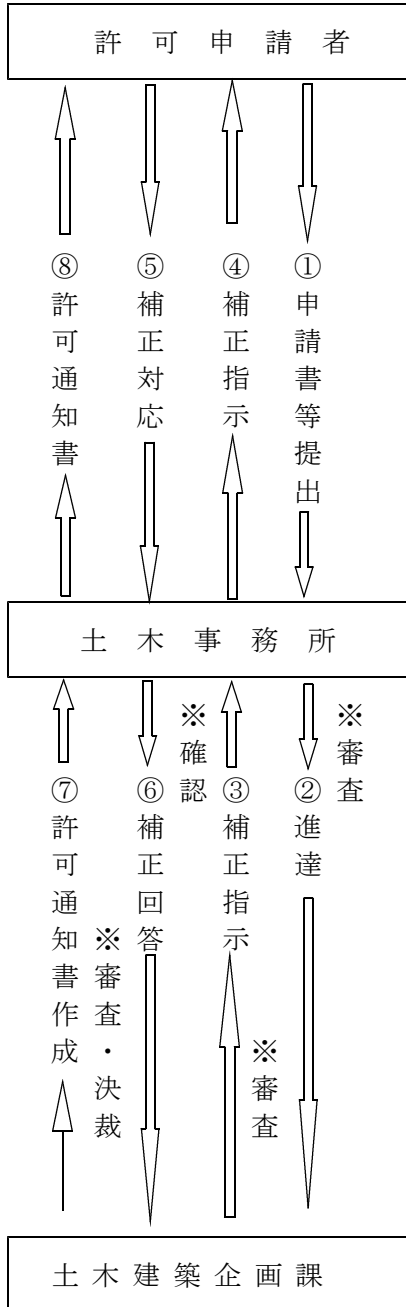 許可申請者
①申請書等提出
④補正指示
⑤補正対応
⑧許可通知書
土木事務所
※審査
②進達
※審査
③補正指示
※確認
⑥補正回答
※審査・決裁
⑦許可通知書作成
土木建築企画課